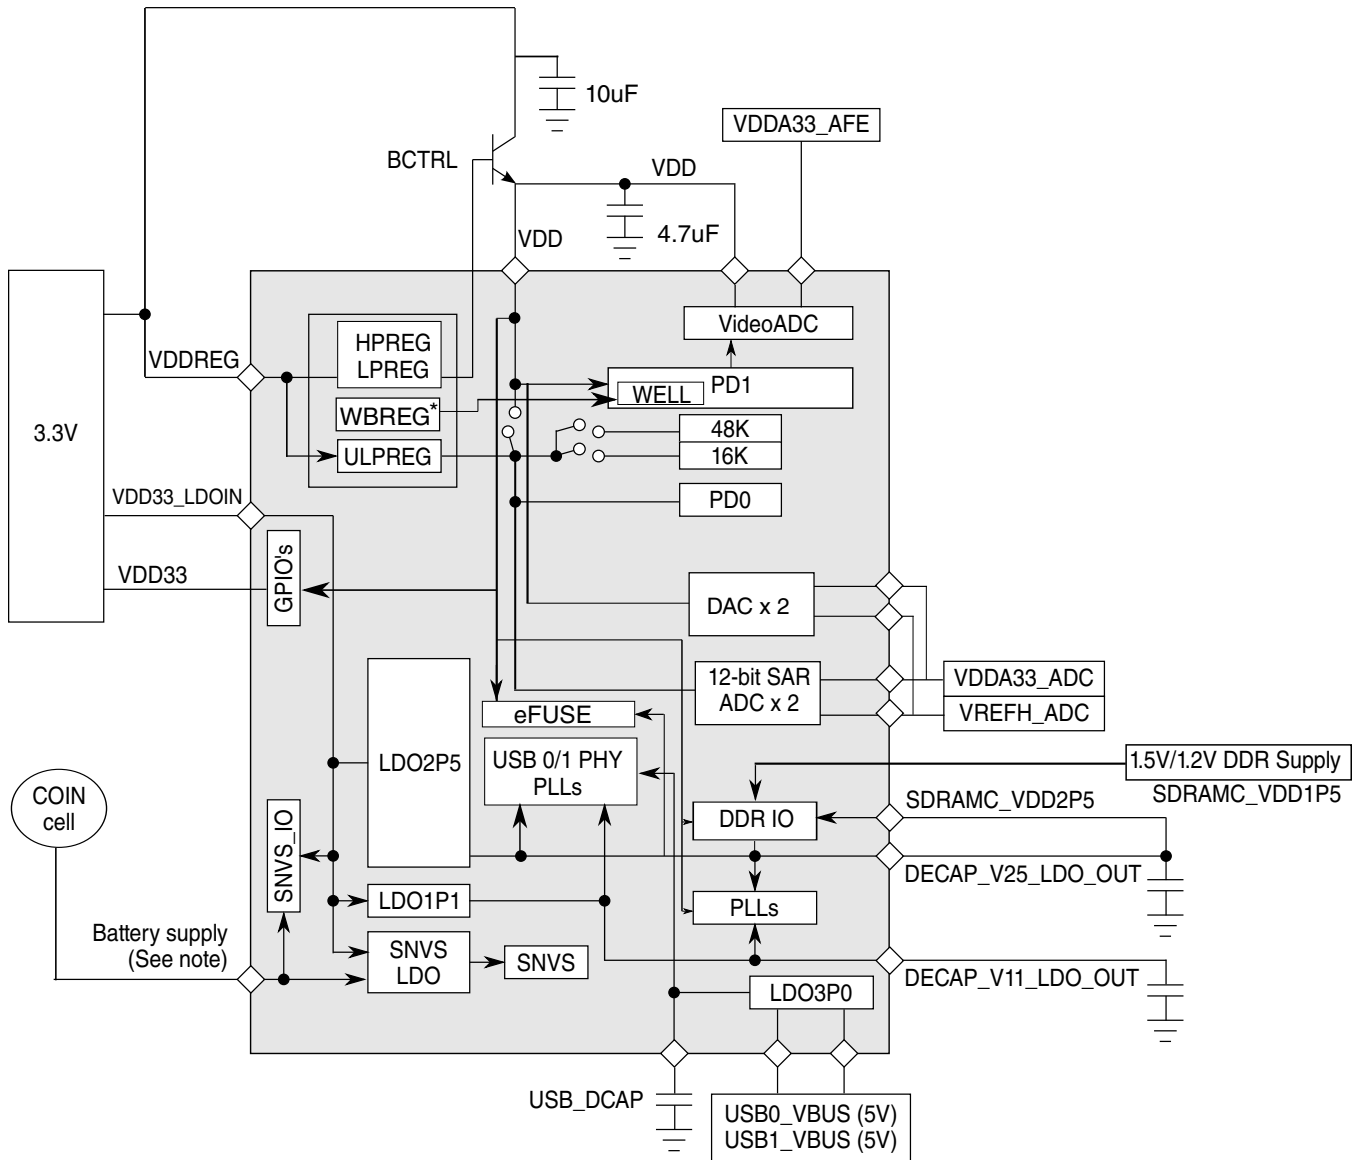 10uF
VDDA33_AFE
BCTRL
VDD
4.7uF
VDD
VideoADC
HPREG
LPREG
VDDREG
PD1
WELL
WBREG*
48K
3.3V
ULPREG
16K
VDD33_LDOIN
PD0
GPIO's
VDD33
DAC x 2
12-bit SAR
ADC x 2
VDDA33_ADC
VREFH_ADC
eFUSE
LDO2P5
USB 0/1 PHY
PLLs
1.5V/1.2V DDR Supply
SDRAMC_VDD1P5
SDRAMC_VDD2P5
COIN
cell
DDR IO
SNVS_IO
DECAP_V25_LDO_OUT
LDO1P1
PLLs
Battery supply
(See note)
SNVS
LDO
SNVS
DECAP_V11_LDO_OUT
LDO3P0
USB_DCAP
USB0_VBUS (5V)
USB1_VBUS (5V)